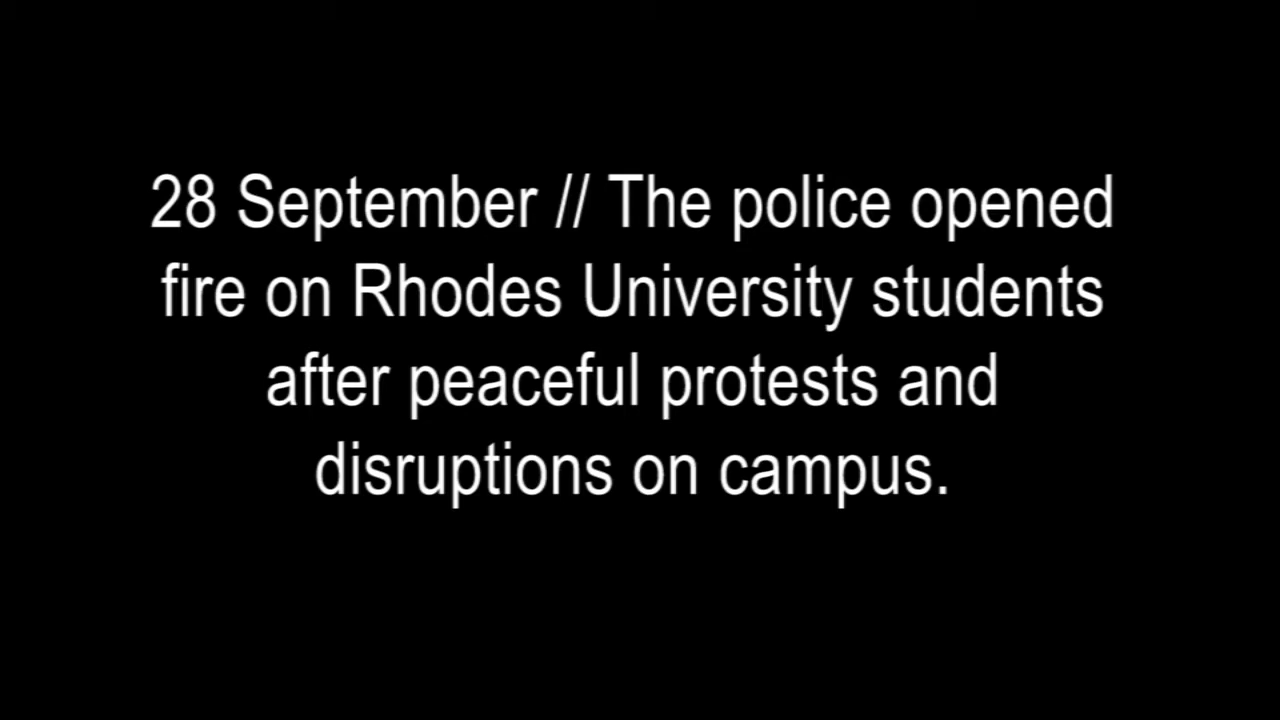 28 September // The police opened
fire on Rhodes University students
after peaceful protests and
disruptions on campus.